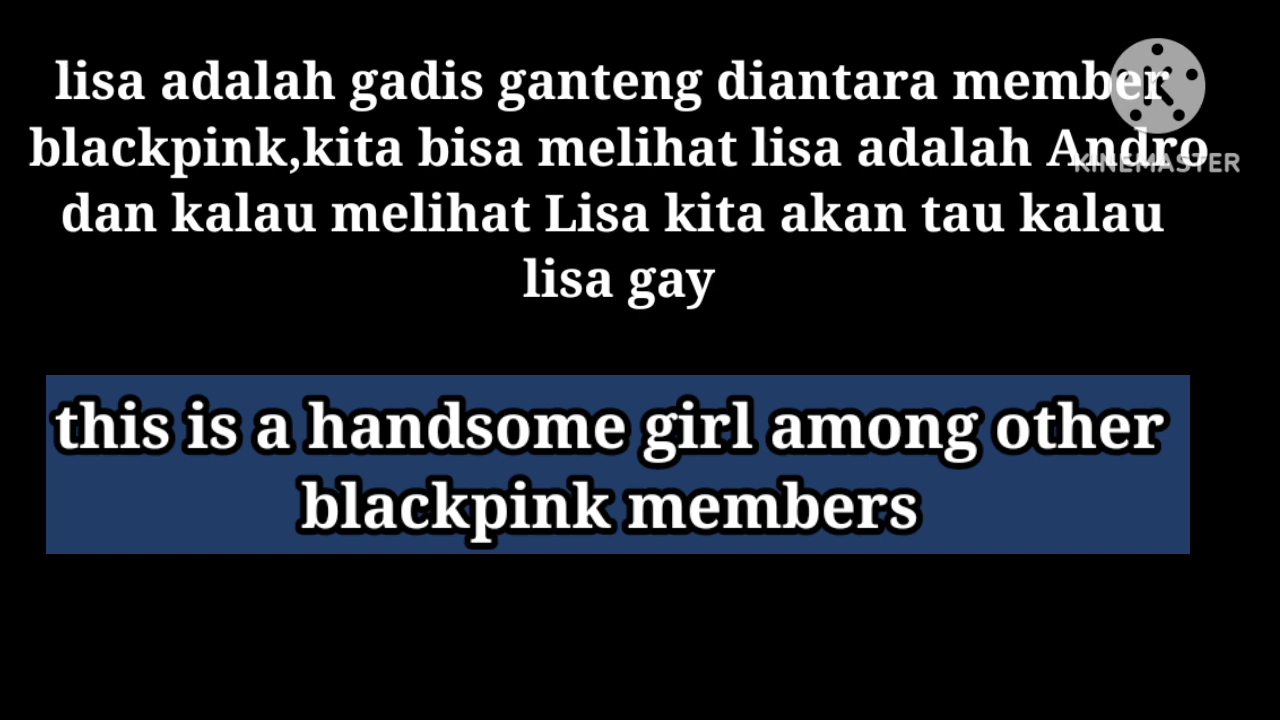 lisa adalah gadis ganteng diantara member
blackpink,kita bisa melihat lisa adalah Andro
dan kalau melihat Lisa kita akan tau kalau
lisa gay
KINEMASTER
this is a handsome girl among other
blackpink members